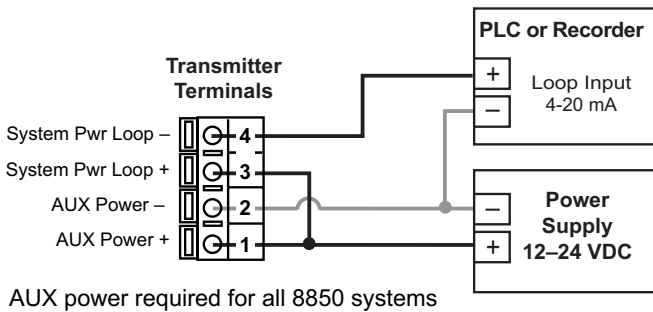 PLC or Recorder
+
Loop Input
4-20 mA
–
Transmitter
Terminals
System Pwr Loop –
4
System Pwr Loop +
3
AUX Power –
2
AUX Power +
1
–
Power
Supply
+
12–24 VDC
AUX power required for all 8850 systems